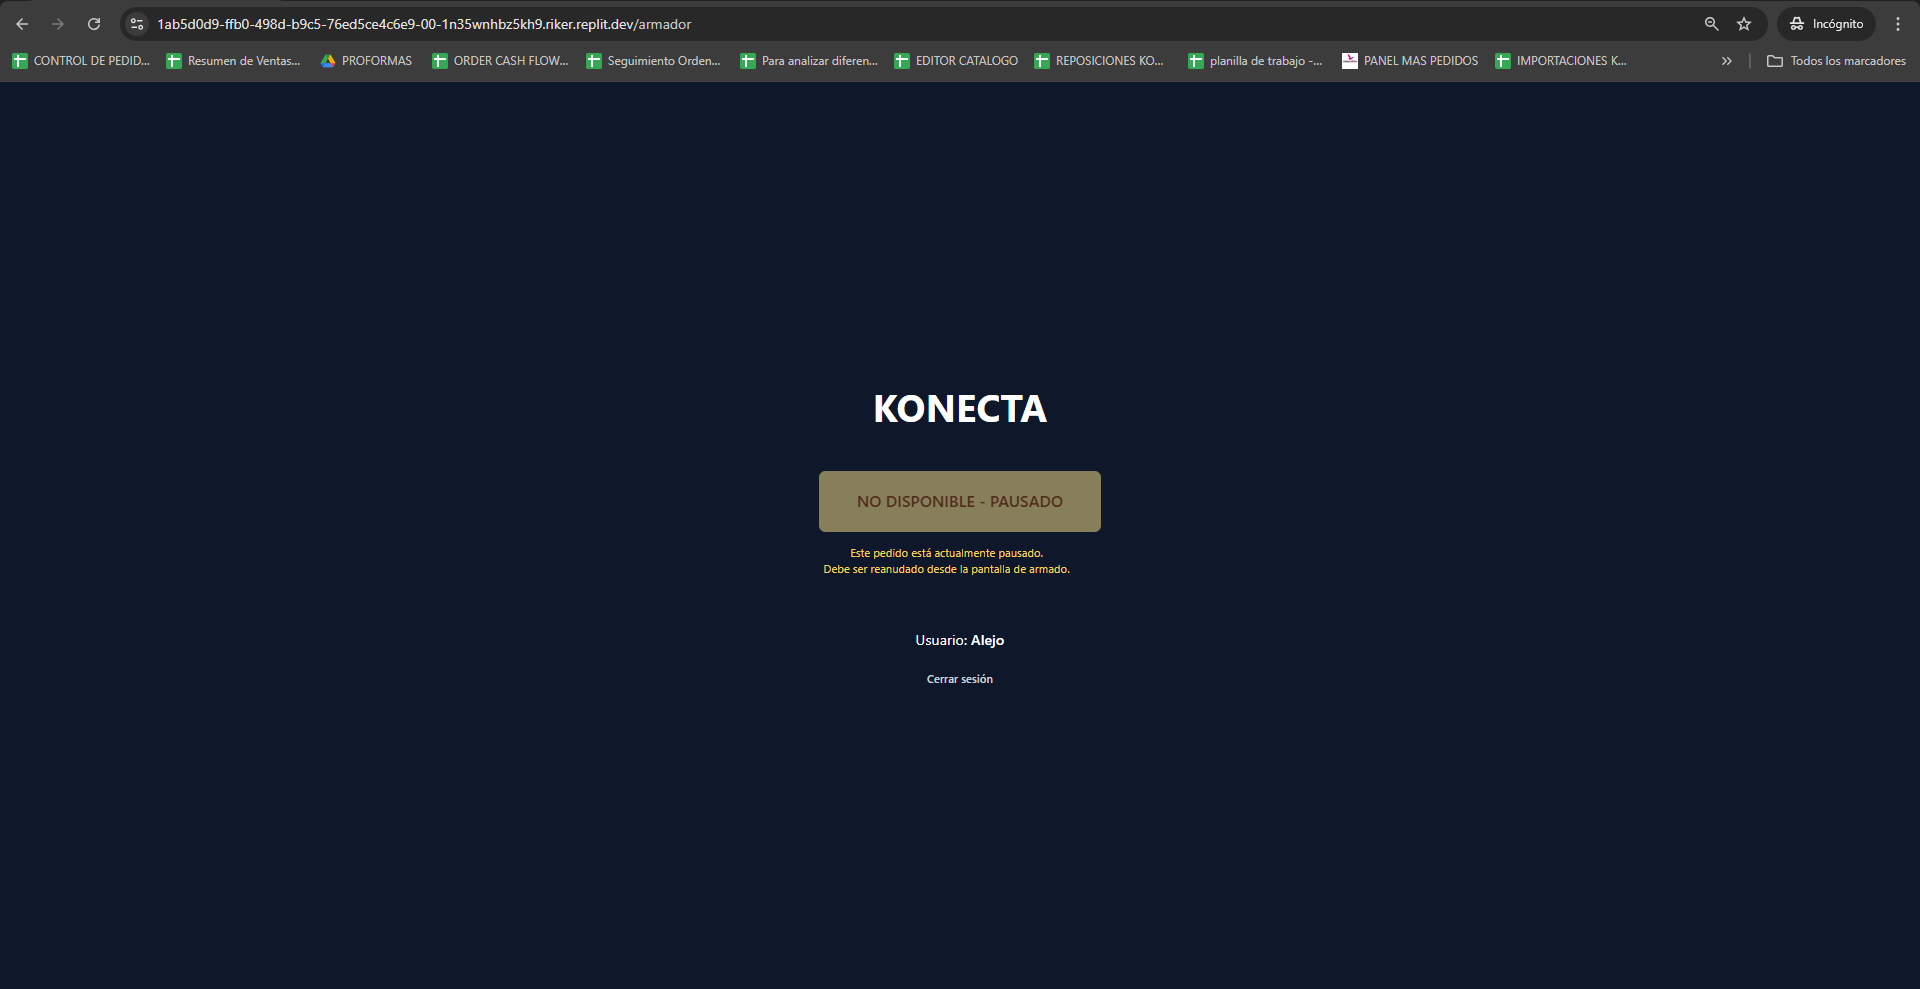 1ab5d0d9-ffb0-498d-b9c5-76ed5ce4c6e9-00-1n35wnhbz5kh9.riker.replit.dev/armador
Incógnito
CONTROL DE PEDID...
Resumen de Ventas...
PROFORMAS
ORDER CASH FLOW...
Seguimiento Orden...
Para analizar diferen...
EDITOR CATALOGO
REPOSICIONES KO...
planilla de trabajo -...
PANEL MAS PEDIDOS
IMPORTACIONES K...
Todos los marcadores
KONECTA
NO DISPONIBLE - PAUSADO
Este pedido está actualmente pausado.
Debe ser reanudado desde la pantalla de armado.
Usuario: Alejo
Cerrar sesión